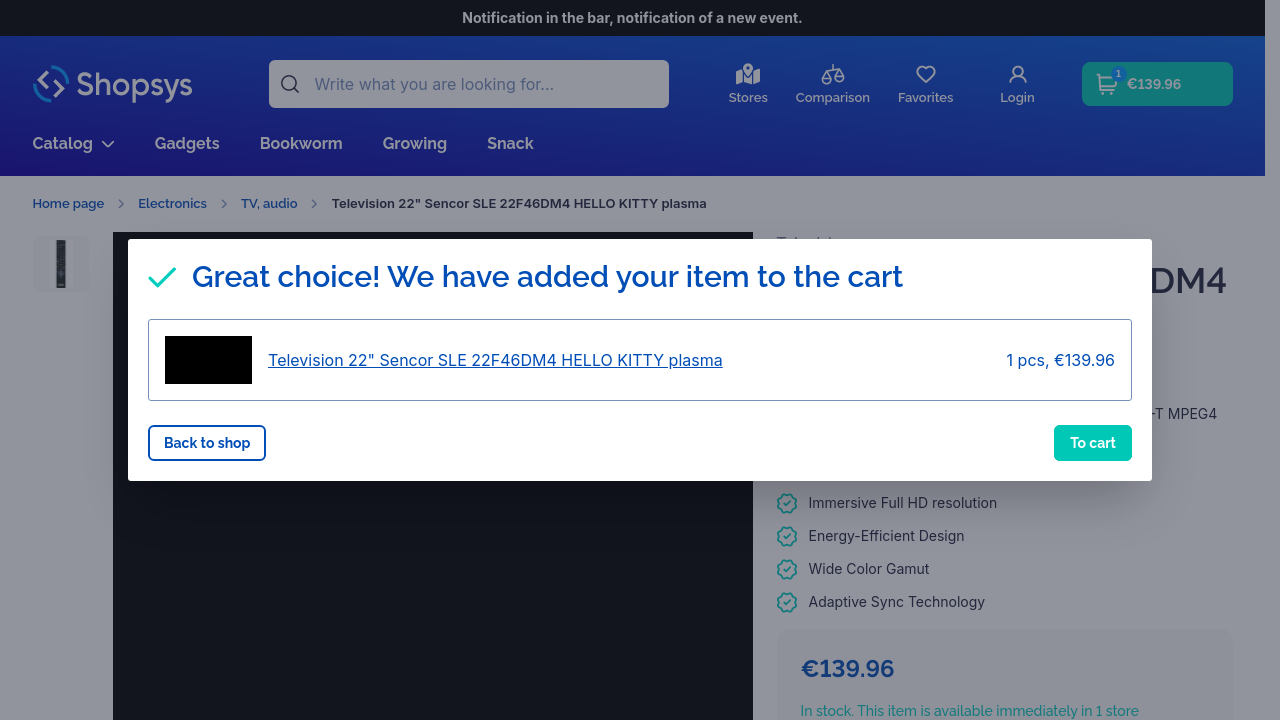 Notification in the bar, notification of a new event.
Shopsys
Write what you are looking for...
Stores
Comparison
Favorites
Login
1
€139.96
Catalog
Gadgets
Bookworm
Growing
Snack
Home page
Electronics
TV, audio
Television 22" Sencor SLE 22F46DM4 HELLO KITTY plasma
DM4
Great choice! We have added your item to the cart
Television 22" Sencor SLE 22F46DM4 HELLO KITTY plasma
1 pcs, €139.96
-T MPEG4
Back to shop
To cart
Immersive Full HD resolution
Energy-Efficient Design
Wide Color Gamut
Adaptive Sync Technology
€139.96
In stock. This item is available immediately in 1 store